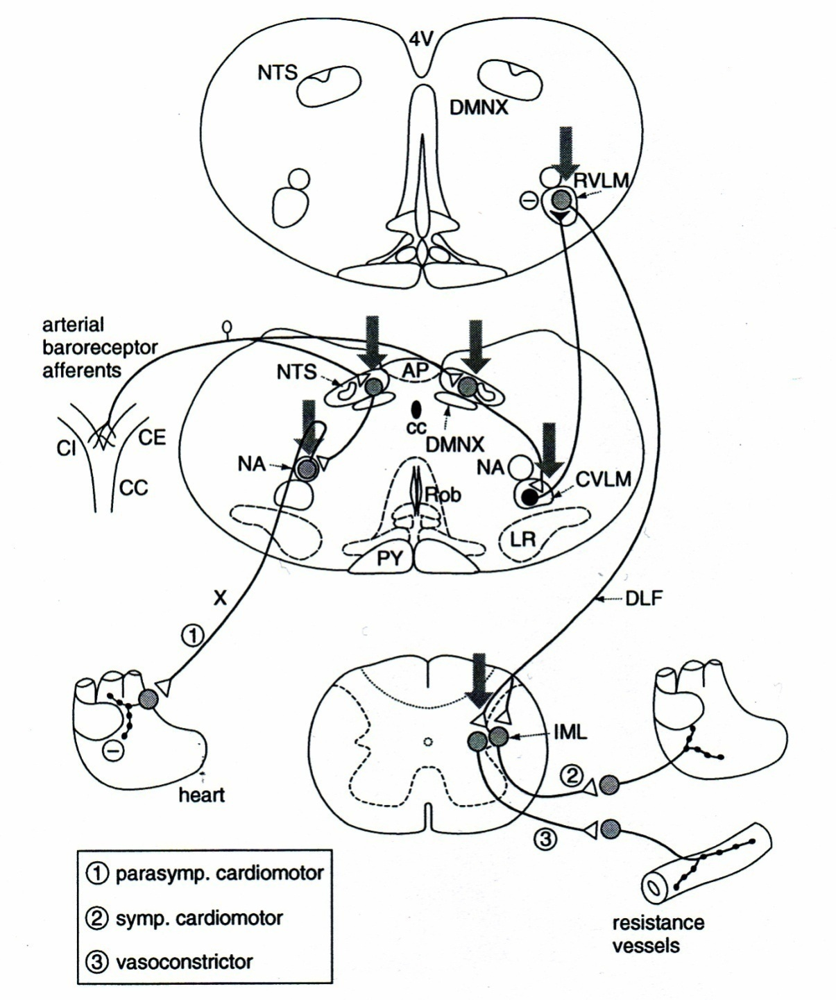 4V
NTS
DMNX
RVLM
−
arterial
baroreceptor
afferents
NTS
AP
cc
DMNX
CI
CE
CC
NA
NA
CVLM
Rob
LR
PY
X
DLF
1
IML
2
−
heart
3
1 parasymp. cardiomotor
2 symp. cardiomotor
3 vasoconstrictor
resistance
vessels